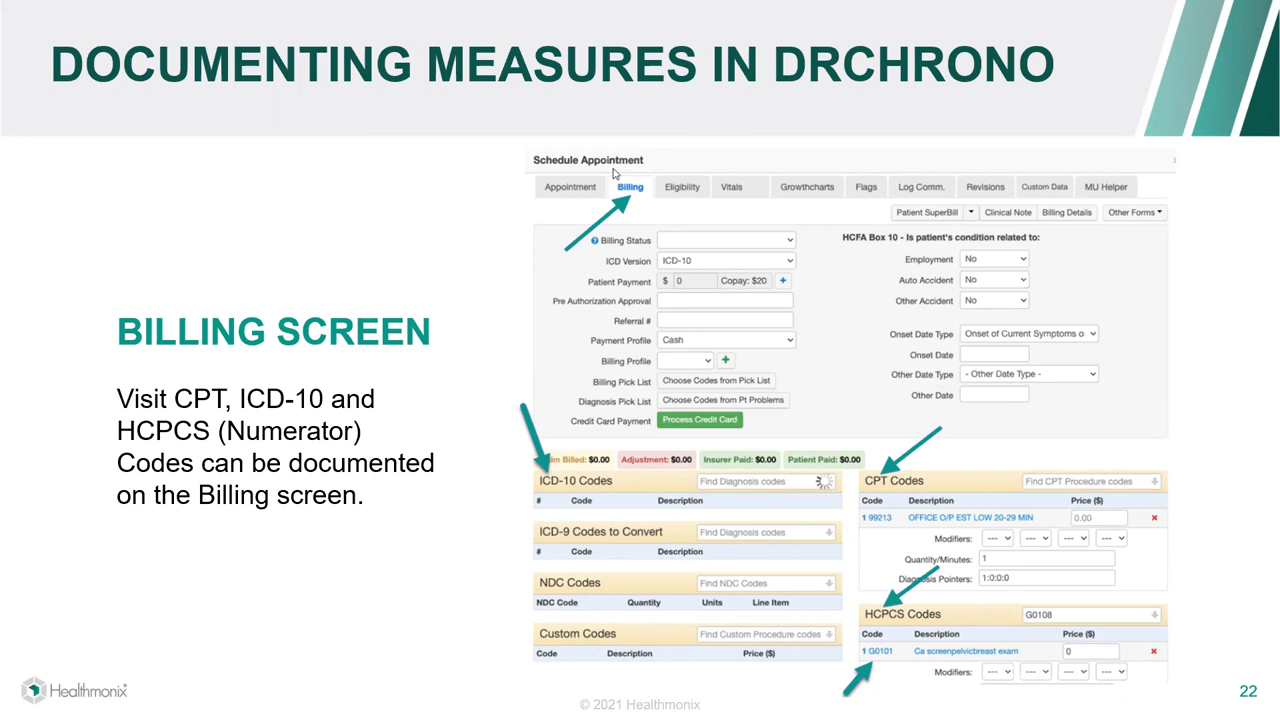 DOCUMENTING MEASURES IN DRCHRONO
BILLING SCREEN
Visit CPT, ICD-10 and
HCPCS (Numerator)
Codes can be documented
on the Billing screen.
Schedule Appointment
Appointment Billing Eligibility Vitals Growthcharts Flags Log Comm. Revisions Custom Data MU Helper
Patient SuperBill Clinical Note Billing Details Other Forms
Billing Status
ICD Version ICD-10
Patient Payment $ 0 Copay: $20 +
Pre Authorization Approval
Referral #
Payment Profile Cash
Billing Profile +
Billing Pick List Choose Codes from Pick List
Diagnosis Pick List Choose Codes from Pt Problems
Credit Card Payment Process Credit Card
HCFA Box 10 - Is patient's condition related to:
Employment No
Auto Accident No
Other Accident No
Onset Date Type Onset of Current Symptoms o
Onset Date
Other Date Type - Other Date Type -
Other Date
im Billed: $0.00 Adjustment: $0.00 Insurer Paid: $0.00 Patient Paid: $0.00
ICD-10 Codes Find Diagnosis codes
# Code Description
ICD-9 Codes to Convert Find Diagnosis codes
# Code Description
NDC Codes Find NDC Codes
NDC Code Quantity Units Line Item
Custom Codes Find Custom Procedure codes
Code Description Price ($)
CPT Codes Find CPT Procedure codes
Code Description Price ($)
1 99213 OFFICE O/P EST LOW 20-29 MIN 0.00
Modifiers: --- --- --- ---
Quantity/Minutes: 1
Diagnosis Pointers: 1:0:0:0
HCPCS Codes G0108
Code Description Price ($)
1 G0101 Ca screenpelvicbreast exam 0
Modifiers: --- --- --- ---
Healthmonix
© 2021 Healthmonix
22